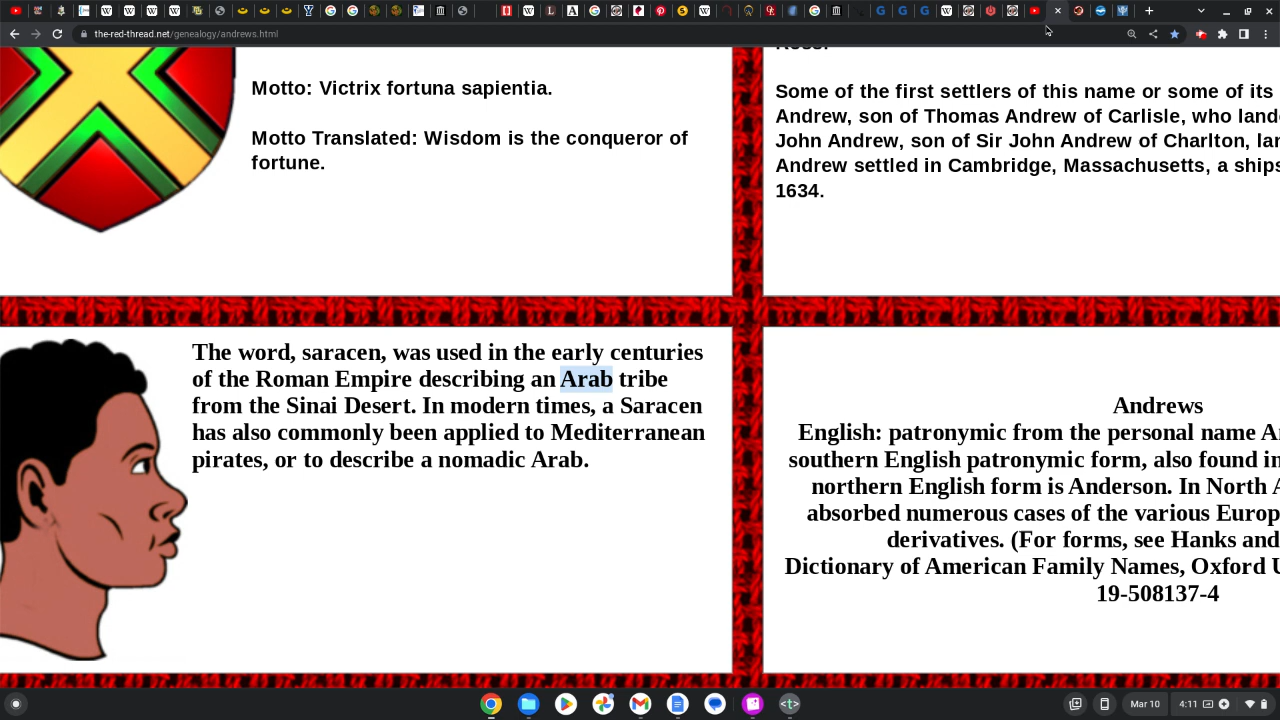 the-red-thread.net/genealogy/andrews.html
Motto: Victrix fortuna sapientia.
Motto Translated: Wisdom is the conqueror of
fortune.
Some of the first settlers of this name or some of its
Andrew, son of Thomas Andrew of Carlisle, who
John Andrew, son of Sir John Andrew of Charlton,
Andrew settled in Cambridge, Massachusetts, a
1634.
The word, saracen, was used in the early centuries
of the Roman Empire describing an Arab tribe
from the Sinai Desert. In modern times, a Saracen
has also commonly been applied to Mediterranean
pirates, or to describe a nomadic Arab.
Andrews
English: patronymic from the personal name
southern English patronymic form, also found in
northern English form is Anderson. In North
absorbed numerous cases of the various
derivatives. (For forms, see Hanks and
Dictionary of American Family Names, Oxford
19-508137-4
Mar 10
4:11